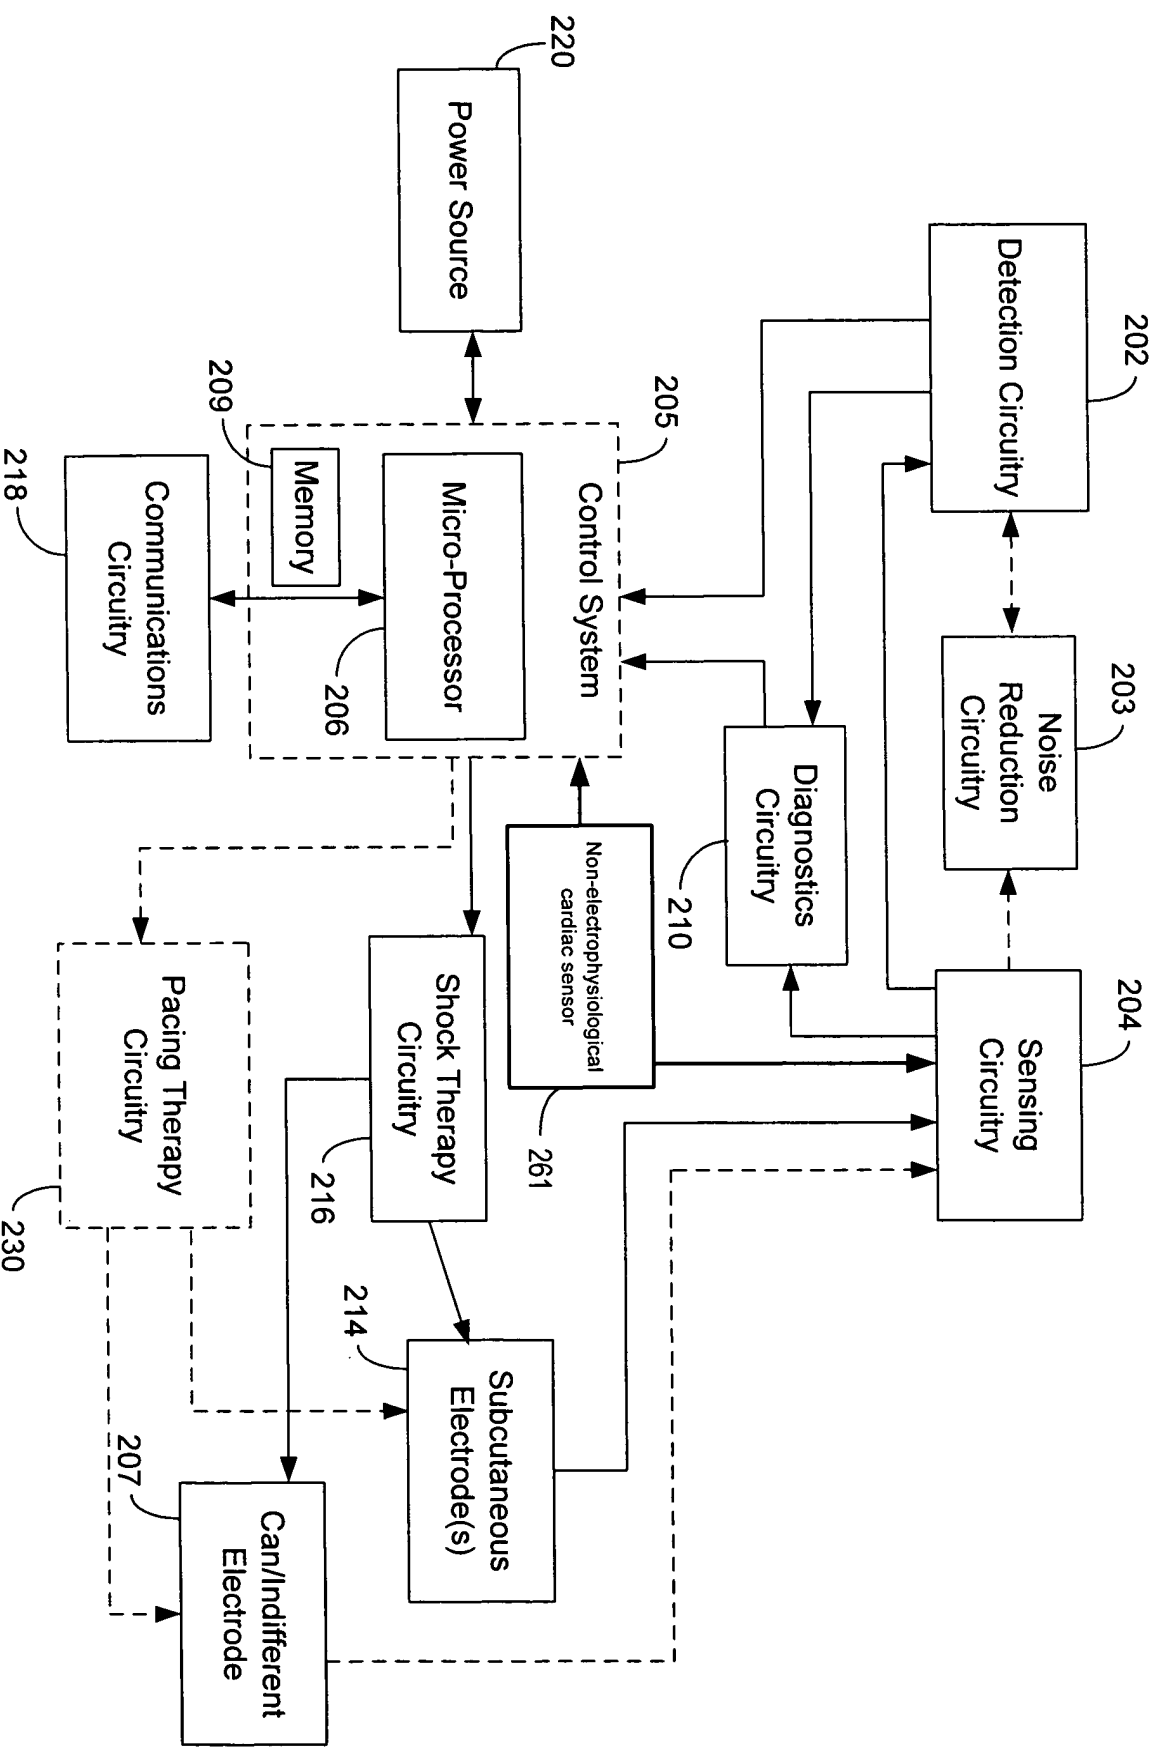 202
Detection Circuitry
203
Noise
Reduction
Circuitry
204
Sensing
Circuitry
Diagnostics
Circuitry
210
220
Power Source
205
Control System
Micro-Processor
206
209
Memory
218
Communications
Circuitry
Non-electrophysiological
cardiac sensor
261
Shock Therapy
Circuitry
216
Pacing Therapy
Circuitry
230
214
Subcutaneous
Electrode(s)
207
Can/Indifferent
Electrode